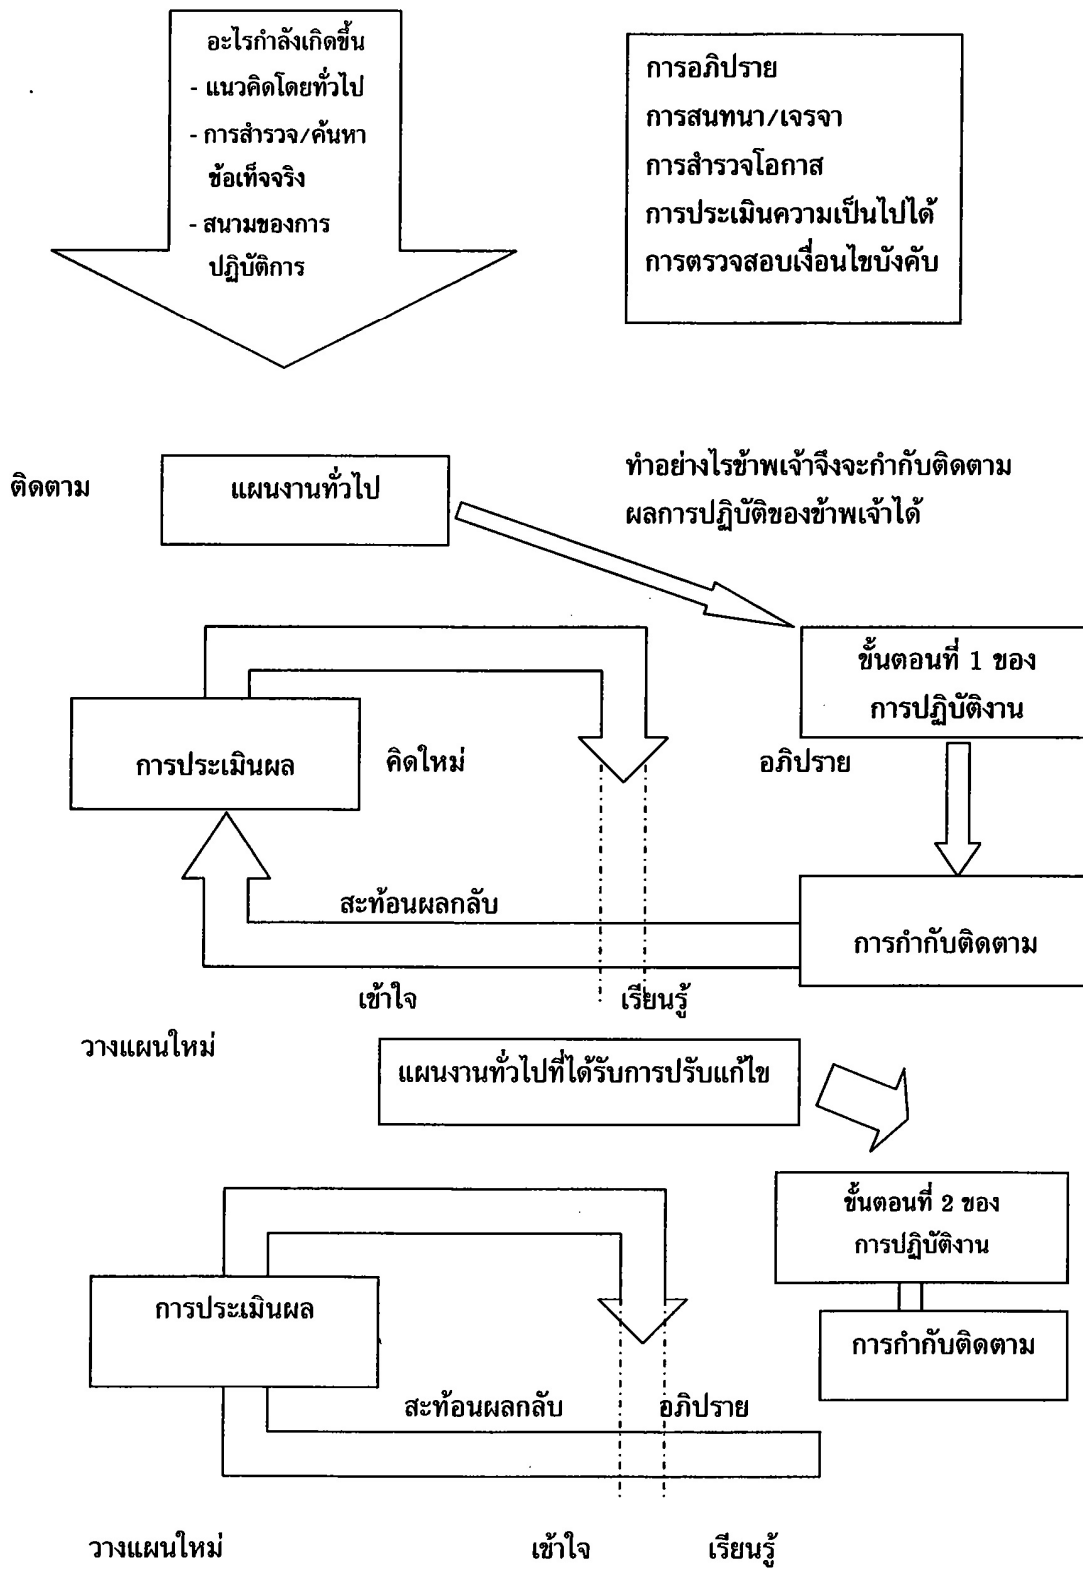 อะไรกำลังเกิดขึ้น
- แนวคิดโดยทั่วไป
- การสำรวจ/ค้นหา
ข้อเท็จจริง
- สนามของการ
ปฏิบัติการ
การอภิปราย
การสนทนา/เจรจา
การสำรวจโอกาส
การประเมินความเป็นไปได้
การตรวจสอบเงื่อนไขบังคับ
ติดตาม
แผนงานทั่วไป
ทำอย่างไรข้าพเจ้าจึงจะกำกับติดตาม
ผลการปฏิบัติของข้าพเจ้าได้
ขั้นตอนที่ 1 ของ
การปฏิบัติงาน
การประเมินผล
คิดใหม่
อภิปราย
สะท้อนผลกลับ
การกำกับติดตาม
เข้าใจ
เรียนรู้
วางแผนใหม่
แผนงานทั่วไปที่ได้รับการปรับแก้ไข
ขั้นตอนที่ 2 ของ
การปฏิบัติงาน
การประเมินผล
การกำกับติดตาม
สะท้อนผลกลับ
อภิปราย
วางแผนใหม่
เข้าใจ
เรียนรู้